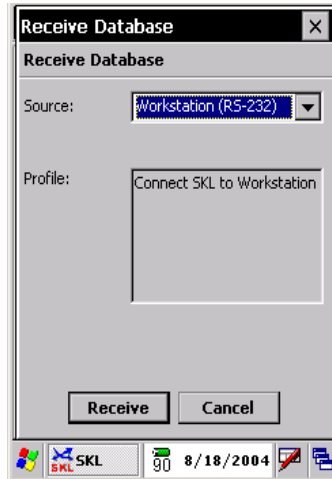 Receive Database
Receive Database
Source: Workstation (RS-232)
Profile: Connect SKL to Workstation
Receive Cancel
SKL SKL 90 8/18/2004